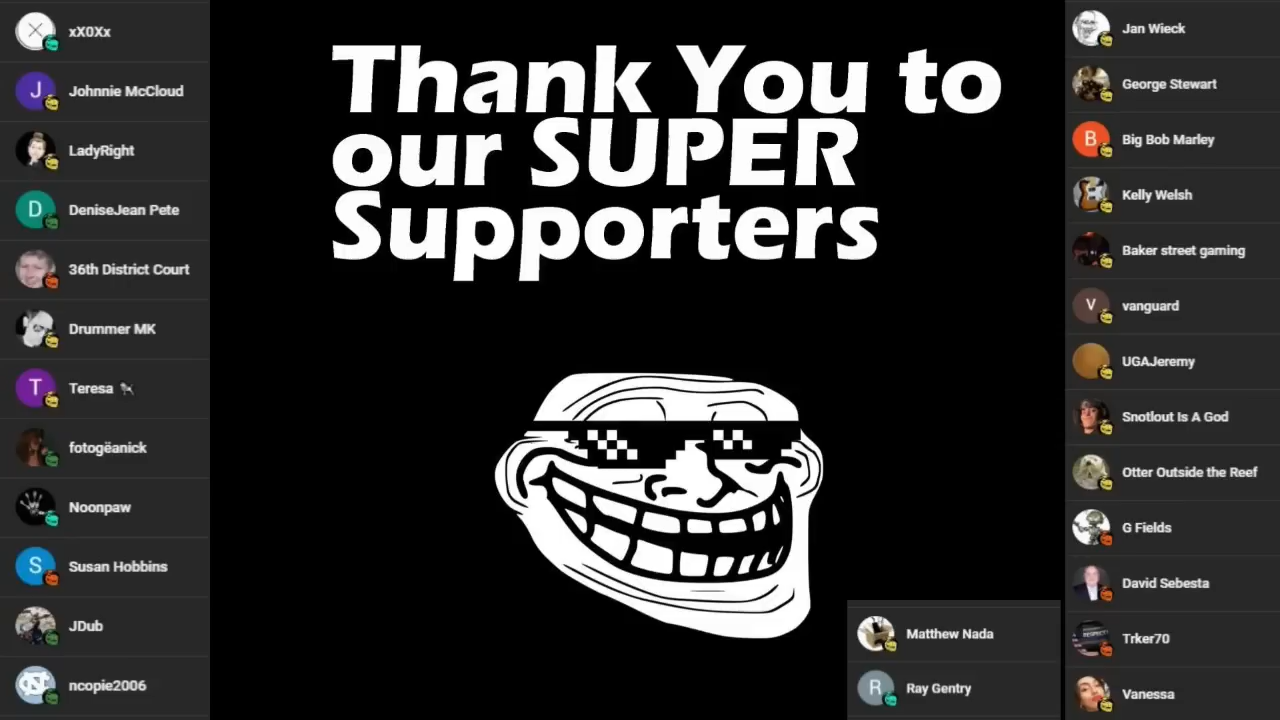 Thank You to
our SUPER
Supporters
xX0Xx
J Johnnie McCloud
LadyRight
D DeniseJean Pete
36th District Court
Drummer MK
T Teresa
fotogëanick
Noonpaw
S Susan Hobbins
JDub
ncopie2006
Jan Wieck
George Stewart
B Big Bob Marley
Kelly Welsh
Baker street gaming
V vanguard
UGAJeremy
Snotlout Is A God
Otter Outside the Reef
G Fields
David Sebesta
RESPECT Trker70
Vanessa
Matthew Nada
R Ray Gentry